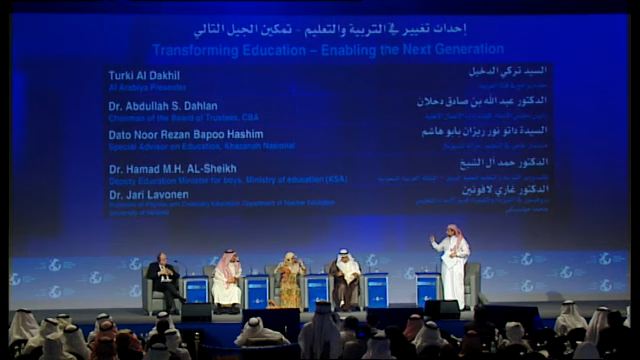 إحداث تغيير في التربية والتعليم - تمكين الجيل التالي
Transforming Education – Enabling the Next Generation
Turki Al Dakhil
السيد تركي الدخيل
Al Arabiya Presenter
Dr. Abdullah S. Dahlan
الدكتور عبد الله بن صادق دحلان
Chairman of the Board of Trustees, CBA
Dato Noor Rezan Bapoo Hashim
السيدة داتو نور ريزان بابو هاشم
Special Advisor on Education, Khazanah Nasional
Dr. Hamad M.H. AL-Sheikh
الدكتور حمد آل الشيخ
Deputy Education Minister for boys, Ministry of education (KSA)
Dr. Jari Lavonen
الدكتور غاري لافونين
University of Helsinki